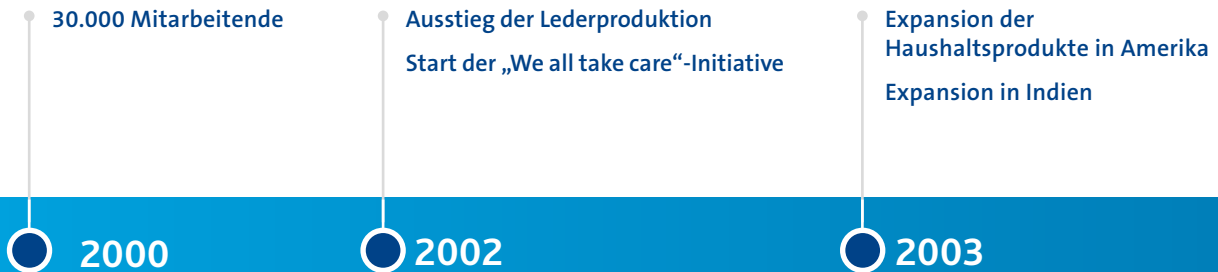 30.000 Mitarbeitende
Ausstieg der Lederproduktion
Start der „We all take care“-Initiative
Expansion der
Haushaltsprodukte in Amerika
Expansion in Indien
2000
2002
2003